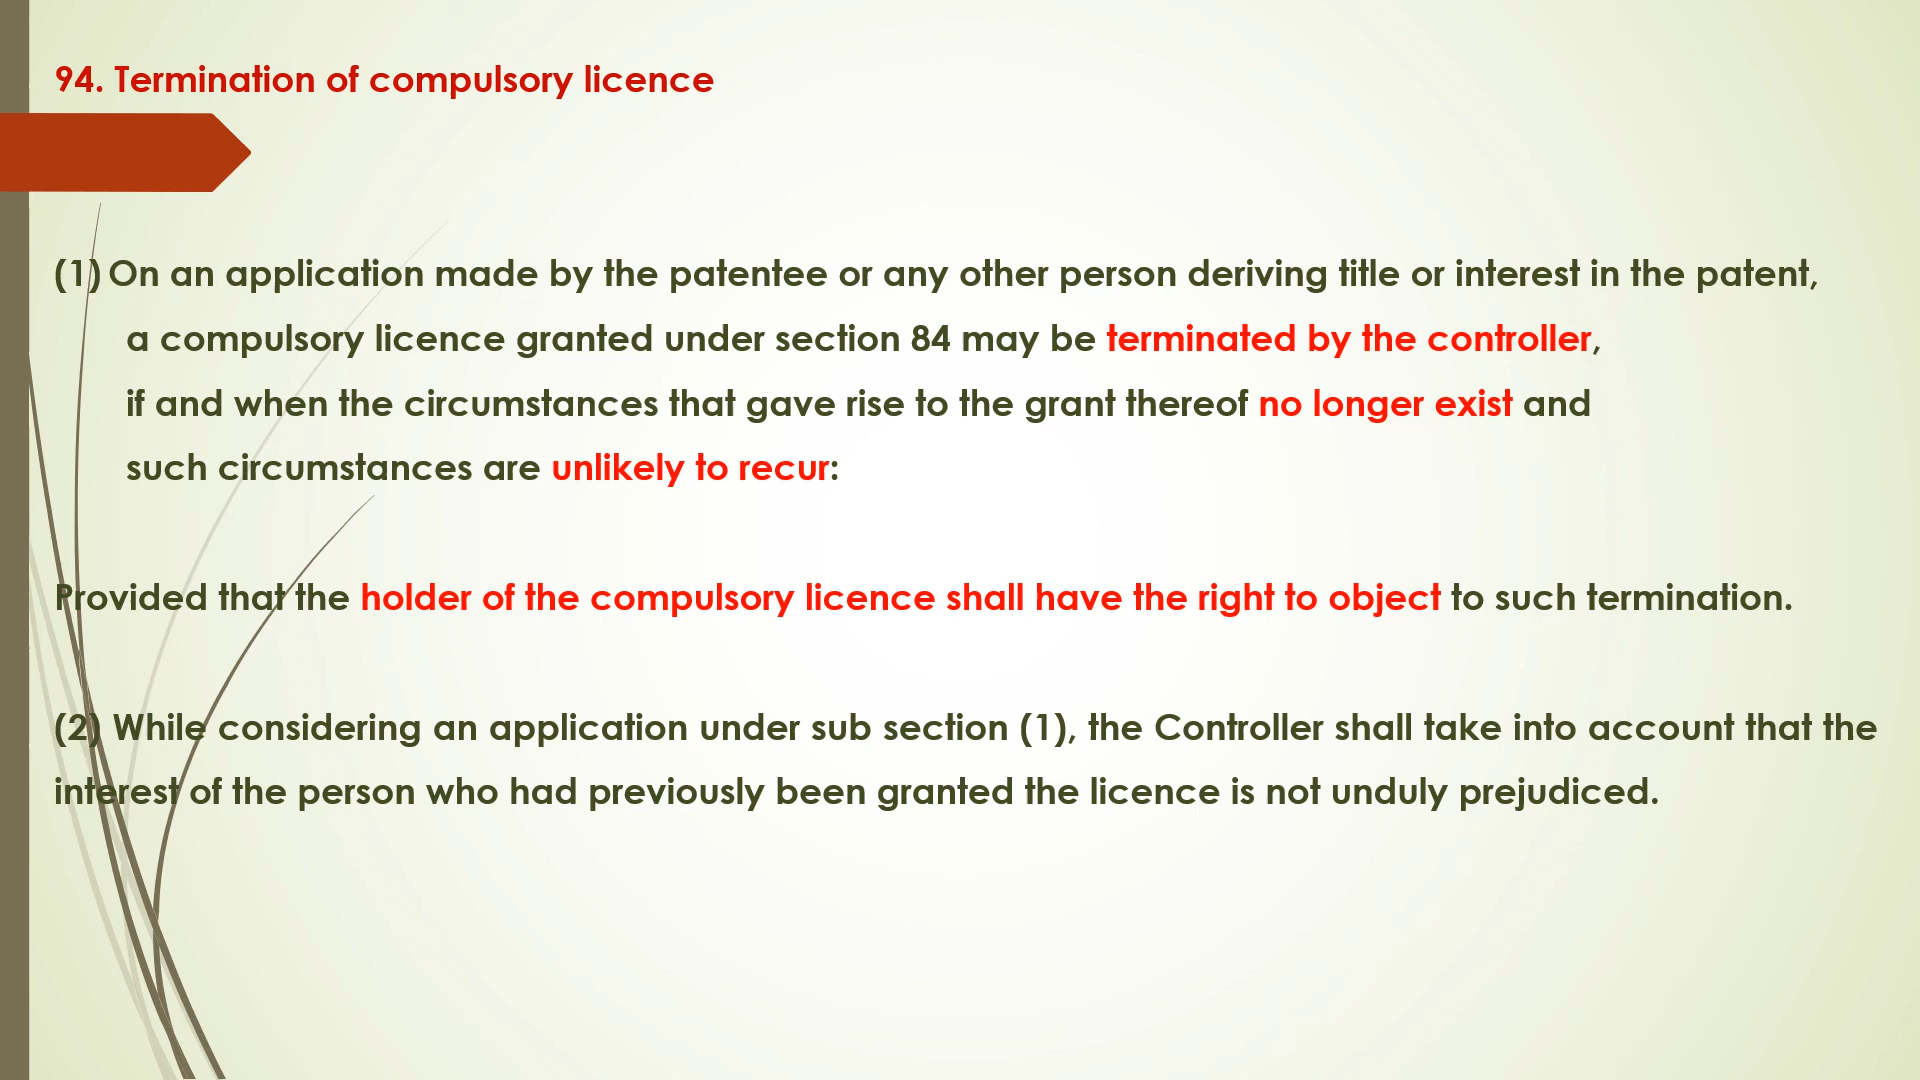 94. Termination of compulsory licence
(1) On an application made by the patentee or any other person deriving title or interest in the patent,
a compulsory licence granted under section 84 may be terminated by the controller,
if and when the circumstances that gave rise to the grant thereof no longer exist and
such circumstances are unlikely to recur:
Provided that the holder of the compulsory licence shall have the right to object to such termination.
(2) While considering an application under sub section (1), the Controller shall take into account that the
interest of the person who had previously been granted the licence is not unduly prejudiced.